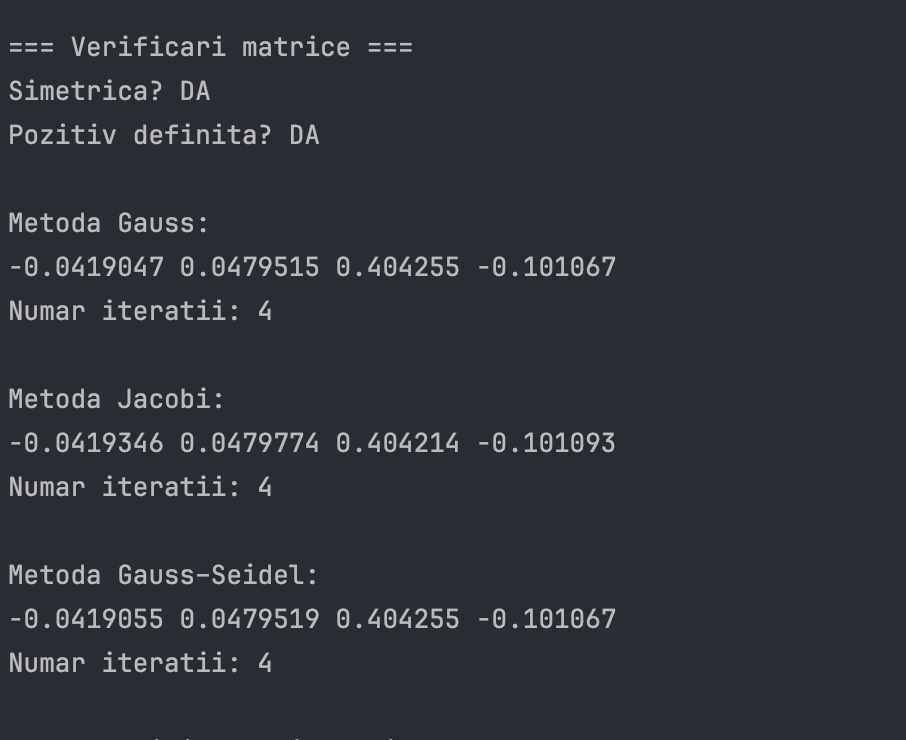 === Verificari matrice ===
Simetrica? DA
Pozitiv definita? DA
Metoda Gauss:
-0.0419047 0.0479515 0.404255 -0.101067
Numar iteratii: 4
Metoda Jacobi:
-0.0419346 0.0479774 0.404214 -0.101093
Numar iteratii: 4
Metoda Gauss-Seidel:
-0.0419055 0.0479519 0.404255 -0.101067
Numar iteratii: 4